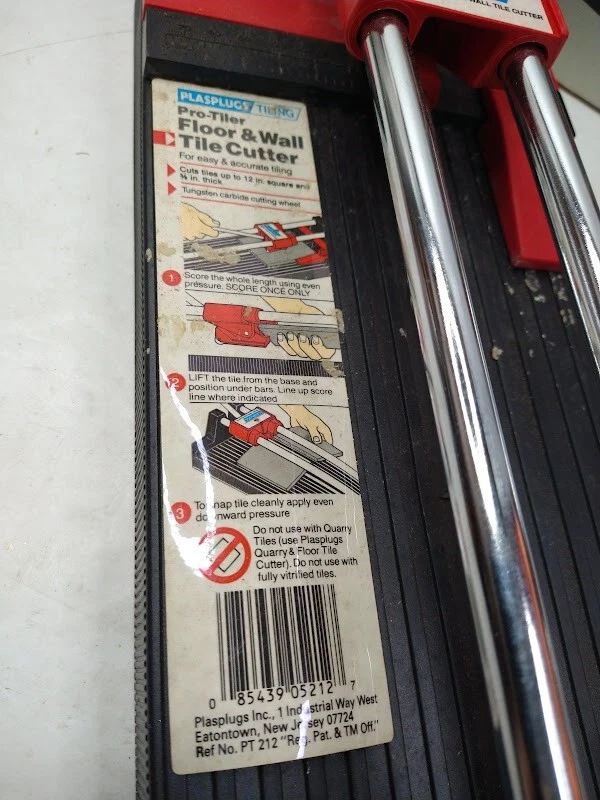 WALL TILE CUTTER
PLASPLUGS TILING
Pro-Tiler
Floor & Wall
Tile Cutter
For easy & accurate tiling
Cuts tiles up to 12 in. square and
in. thick
Tungsten carbide cutting wheel
1 Score the whole length using even
pressure. SCORE ONCE ONLY
2 LIFT the tile from the base and
position under bars. Line up score
line where indicated
3 To snap tile cleanly apply even
downward pressure
Do not use with Quarry
Tiles (use Plasplugs
Quarry & Floor Tile
Cutter). Do not use with
fully vitrified tiles.
0 85439 05212 7
Plasplugs Inc., 1 Industrial Way West
Eatontown, New Jersey 07724
Ref No. PT 212 "Reg. Pat. & TM Off."